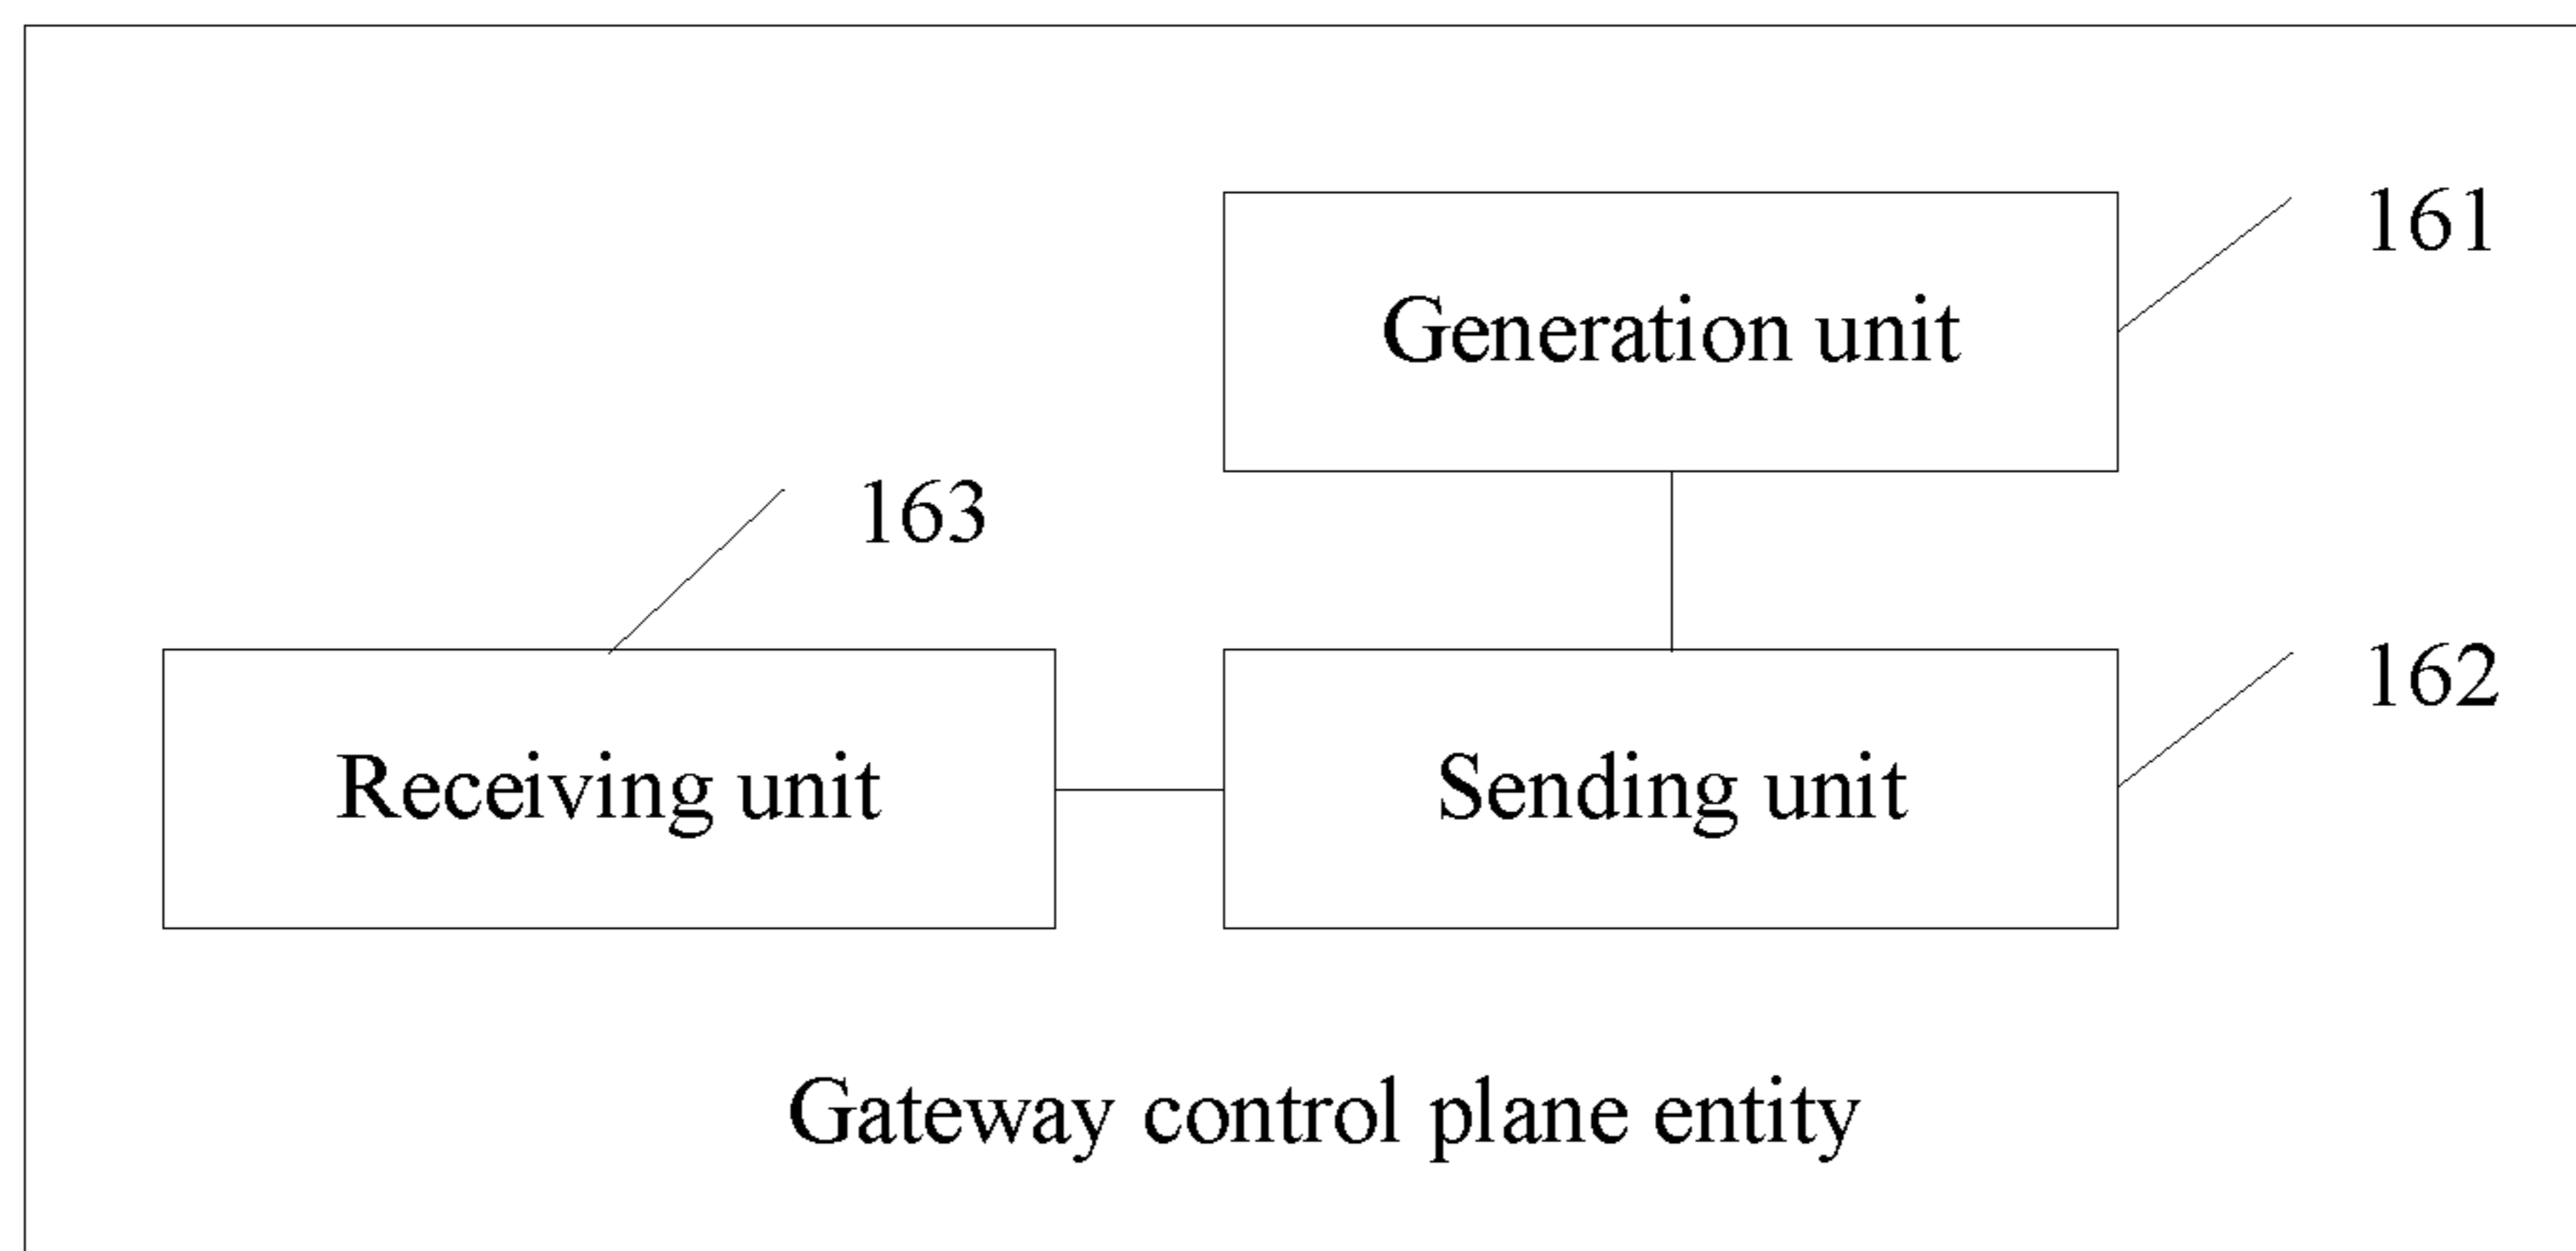 161
Generation unit
163
162
Receiving unit
Sending unit
Gateway control plane entity